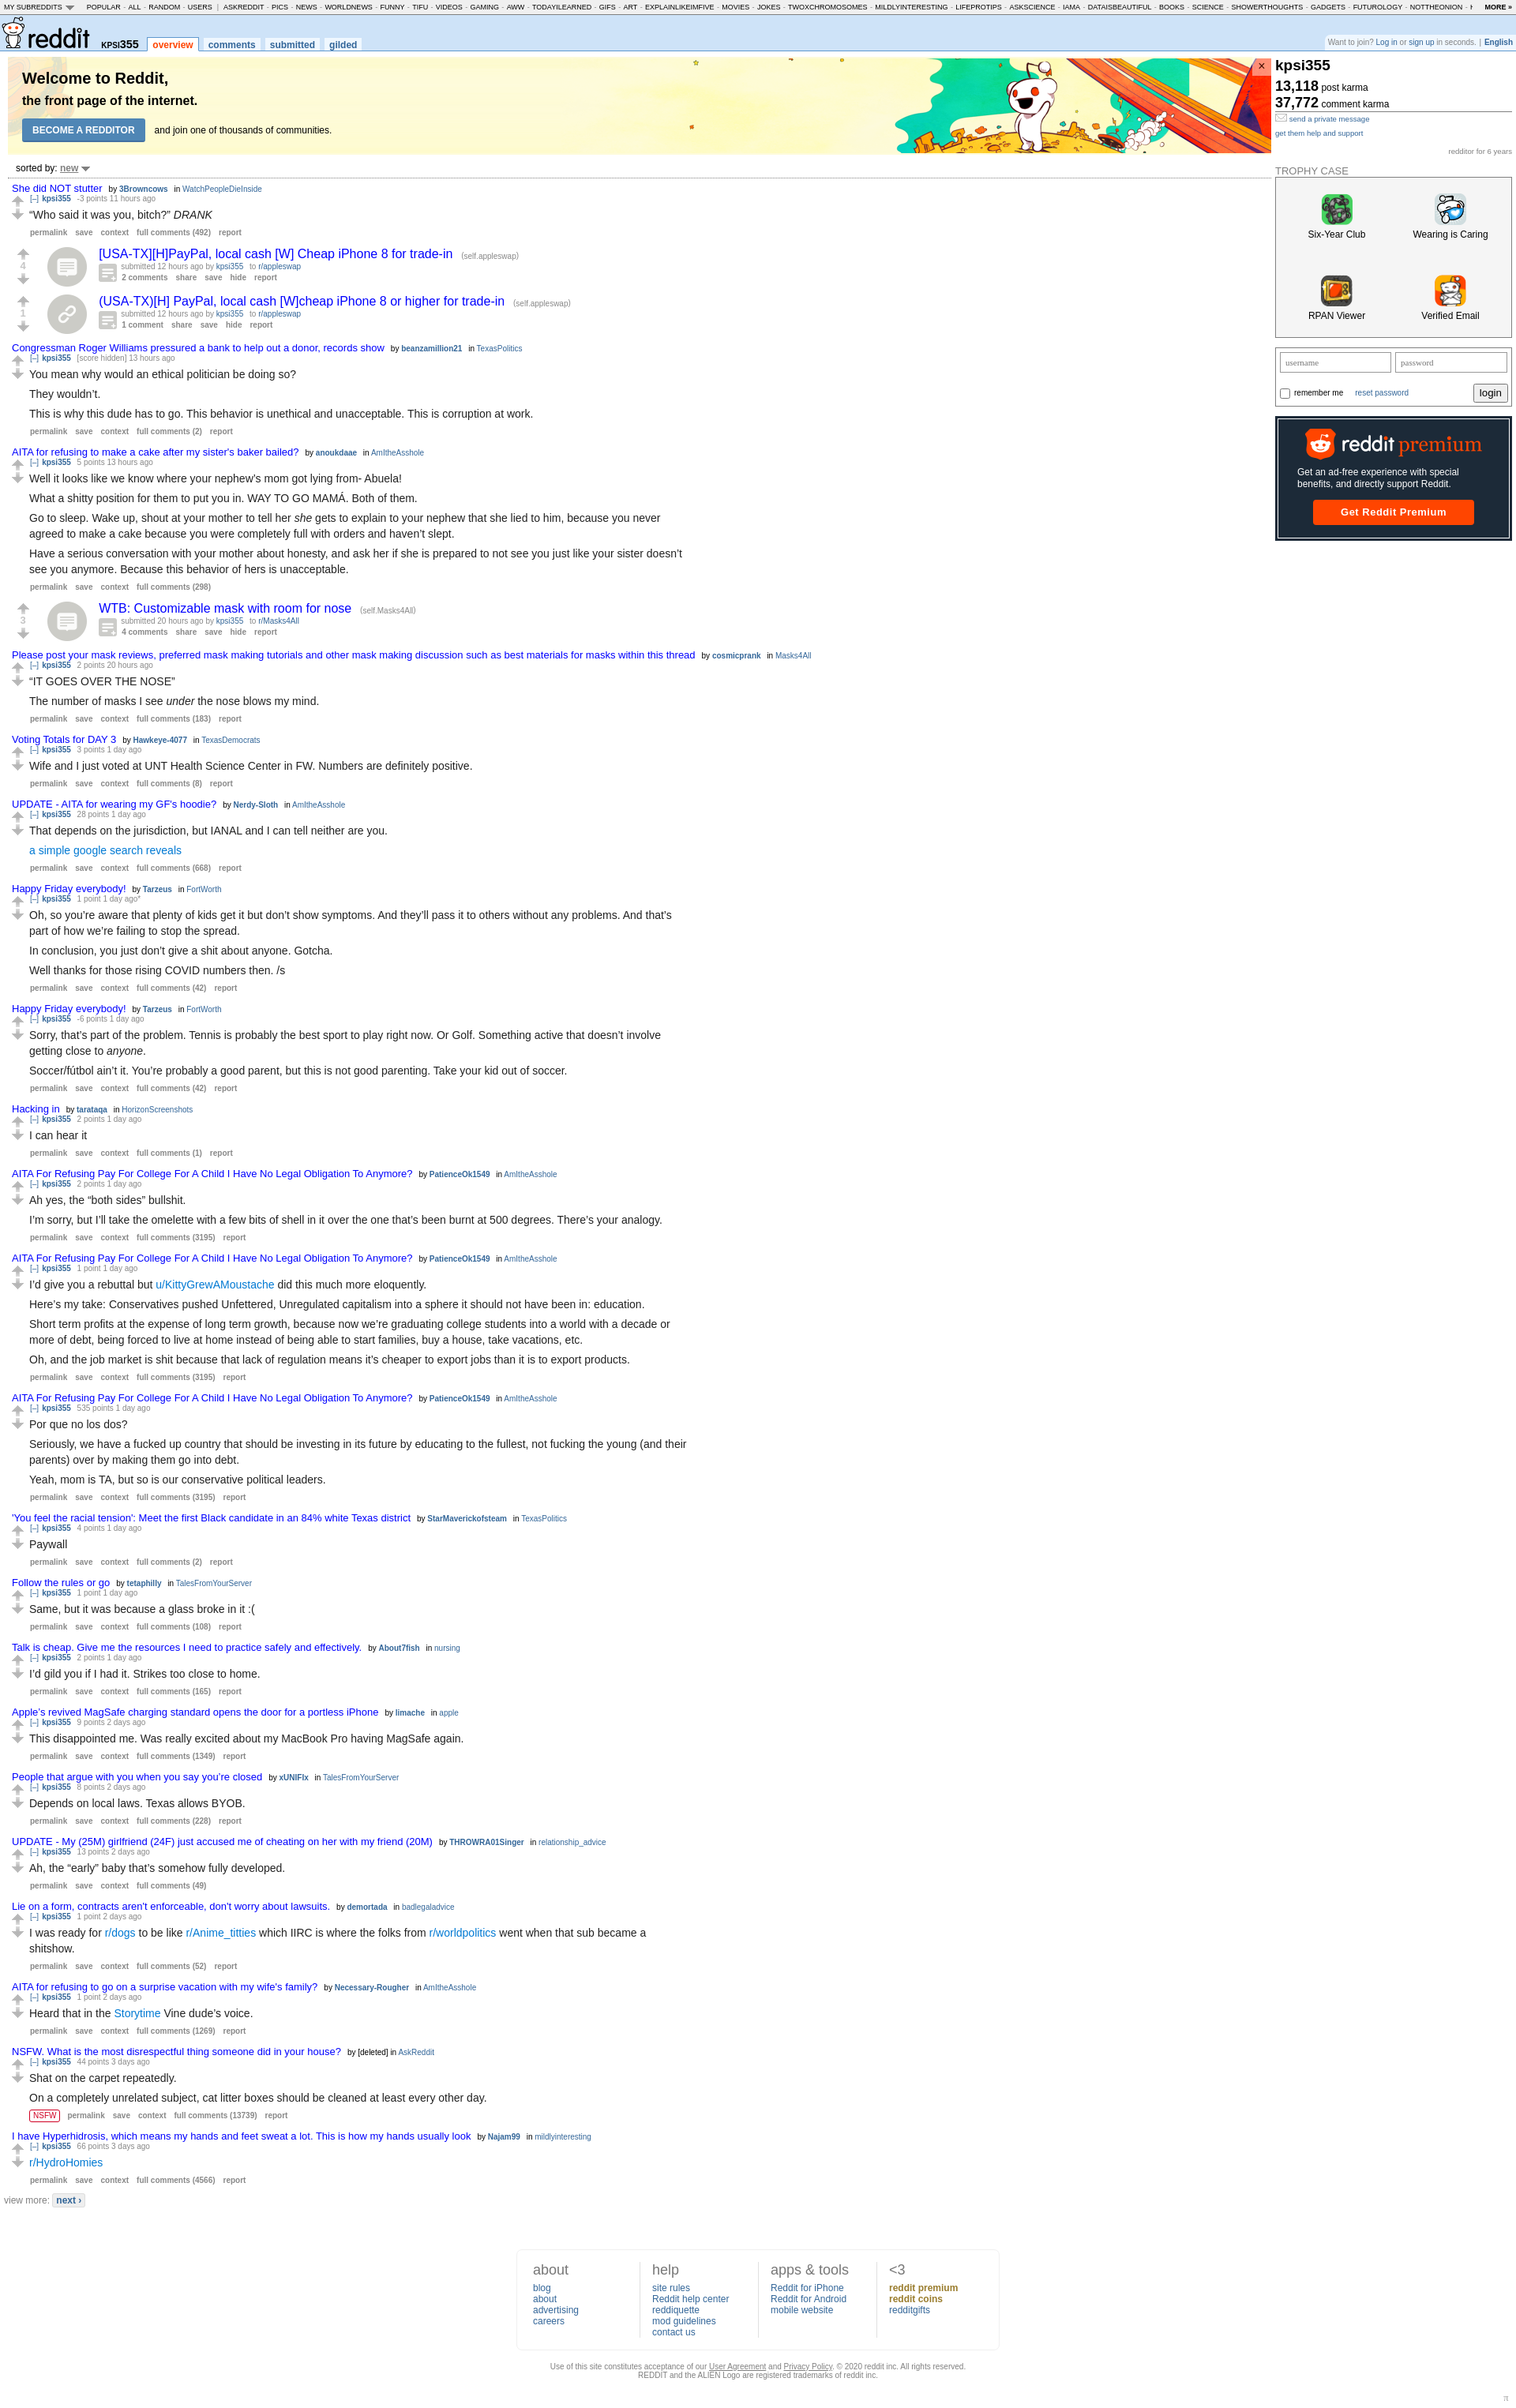 MY SUBREDDITS POPULAR - ALL - RANDOM - USERS | ASKREDDIT - PICS - NEWS - WORLDNEWS - FUNNY - TIFU - VIDEOS - GAMING - AWW - TODAYILEARNED - GIFS - ART - EXPLAINLIKEIMFIVE - MOVIES - JOKES - TWOXCHROMOSOMES - MILDLYINTERESTING - LIFEPROTIPS - ASKSCIENCE - IAMA - DATAISBEAUTIFUL - BOOKS - SCIENCE - SHOWERTHOUGHTS - GADGETS - FUTUROLOGY - NOTTHEONION - MORE »
reddit KPSI355 overview comments submitted gilded
Want to join? Log in or sign up in seconds. | English
Welcome to Reddit,
the front page of the internet.
BECOME A REDDITOR and join one of thousands of communities.
×
kpsi355
13,118 post karma
37,772 comment karma
send a private message
get them help and support
redditor for 6 years
TROPHY CASE
Six-Year Club
Wearing is Caring
RPAN Viewer
Verified Email
username password
remember me reset password login
reddit premium
Get an ad-free experience with special
benefits, and directly support Reddit.
Get Reddit Premium
sorted by: new
She did NOT stutter by 3Browncows in WatchPeopleDieInside
[–] kpsi355 -3 points 11 hours ago
“Who said it was you, bitch?” DRANK
permalink save context full comments (492) report
[USA-TX][H]PayPal, local cash [W] Cheap iPhone 8 for trade-in (self.appleswap)
4
submitted 12 hours ago by kpsi355 to r/appleswap
2 comments share save hide report
(USA-TX)[H] PayPal, local cash [W]cheap iPhone 8 or higher for trade-in (self.appleswap)
1
submitted 12 hours ago by kpsi355 to r/appleswap
1 comment share save hide report
Congressman Roger Williams pressured a bank to help out a donor, records show by beanzamillion21 in TexasPolitics
[–] kpsi355 [score hidden] 13 hours ago
You mean why would an ethical politician be doing so?
They wouldn’t.
This is why this dude has to go. This behavior is unethical and unacceptable. This is corruption at work.
permalink save context full comments (2) report
AITA for refusing to make a cake after my sister's baker bailed? by anoukdaae in AmItheAsshole
[–] kpsi355 5 points 13 hours ago
Well it looks like we know where your nephew’s mom got lying from- Abuela!
What a shitty position for them to put you in. WAY TO GO MAMÁ. Both of them.
Go to sleep. Wake up, shout at your mother to tell her she gets to explain to your nephew that she lied to him, because you never
agreed to make a cake because you were completely full with orders and haven’t slept.
Have a serious conversation with your mother about honesty, and ask her if she is prepared to not see you just like your sister doesn’t
see you anymore. Because this behavior of hers is unacceptable.
permalink save context full comments (298)
WTB: Customizable mask with room for nose (self.Masks4All)
3
submitted 20 hours ago by kpsi355 to r/Masks4All
4 comments share save hide report
Please post your mask reviews, preferred mask making tutorials and other mask making discussion such as best materials for masks within this thread by cosmicprank in Masks4All
[–] kpsi355 2 points 20 hours ago
“IT GOES OVER THE NOSE”
The number of masks I see under the nose blows my mind.
permalink save context full comments (183) report
Voting Totals for DAY 3 by Hawkeye-4077 in TexasDemocrats
[–] kpsi355 3 points 1 day ago
Wife and I just voted at UNT Health Science Center in FW. Numbers are definitely positive.
permalink save context full comments (8) report
UPDATE - AITA for wearing my GF's hoodie? by Nerdy-Sloth in AmItheAsshole
[–] kpsi355 28 points 1 day ago
That depends on the jurisdiction, but IANAL and I can tell neither are you.
a simple google search reveals
permalink save context full comments (668) report
Happy Friday everybody! by Tarzeus in FortWorth
[–] kpsi355 1 point 1 day ago*
Oh, so you’re aware that plenty of kids get it but don’t show symptoms. And they’ll pass it to others without any problems. And that’s
part of how we’re failing to stop the spread.
In conclusion, you just don’t give a shit about anyone. Gotcha.
Well thanks for those rising COVID numbers then. /s
permalink save context full comments (42) report
Happy Friday everybody! by Tarzeus in FortWorth
[–] kpsi355 -6 points 1 day ago
Sorry, that’s part of the problem. Tennis is probably the best sport to play right now. Or Golf. Something active that doesn’t involve
getting close to anyone.
Soccer/fútbol ain’t it. You’re probably a good parent, but this is not good parenting. Take your kid out of soccer.
permalink save context full comments (42) report
Hacking in by tarataqa in HorizonScreenshots
[–] kpsi355 2 points 1 day ago
I can hear it
permalink save context full comments (1) report
AITA For Refusing Pay For College For A Child I Have No Legal Obligation To Anymore? by PatienceOk1549 in AmItheAsshole
[–] kpsi355 2 points 1 day ago
Ah yes, the “both sides” bullshit.
I’m sorry, but I’ll take the omelette with a few bits of shell in it over the one that’s been burnt at 500 degrees. There’s your analogy.
permalink save context full comments (3195) report
AITA For Refusing Pay For College For A Child I Have No Legal Obligation To Anymore? by PatienceOk1549 in AmItheAsshole
[–] kpsi355 1 point 1 day ago
I’d give you a rebuttal but u/KittyGrewAMoustache did this much more eloquently.
Here’s my take: Conservatives pushed Unfettered, Unregulated capitalism into a sphere it should not have been in: education.
Short term profits at the expense of long term growth, because now we’re graduating college students into a world with a decade or
more of debt, being forced to live at home instead of being able to start families, buy a house, take vacations, etc.
Oh, and the job market is shit because that lack of regulation means it’s cheaper to export jobs than it is to export products.
permalink save context full comments (3195) report
AITA For Refusing Pay For College For A Child I Have No Legal Obligation To Anymore? by PatienceOk1549 in AmItheAsshole
[–] kpsi355 535 points 1 day ago
Por que no los dos?
Seriously, we have a fucked up country that should be investing in its future by educating to the fullest, not fucking the young (and their
parents) over by making them go into debt.
Yeah, mom is TA, but so is our conservative political leaders.
permalink save context full comments (3195) report
'You feel the racial tension': Meet the first Black candidate in an 84% white Texas district by StarMaverickofsteam in TexasPolitics
[–] kpsi355 4 points 1 day ago
Paywall
permalink save context full comments (2) report
Follow the rules or go by tetaphilly in TalesFromYourServer
[–] kpsi355 1 point 1 day ago
Same, but it was because a glass broke in it :(
permalink save context full comments (108) report
Talk is cheap. Give me the resources I need to practice safely and effectively. by About7fish in nursing
[–] kpsi355 2 points 1 day ago
I’d gild you if I had it. Strikes too close to home.
permalink save context full comments (165) report
Apple’s revived MagSafe charging standard opens the door for a portless iPhone by limache in apple
[–] kpsi355 9 points 2 days ago
This disappointed me. Was really excited about my MacBook Pro having MagSafe again.
permalink save context full comments (1349) report
People that argue with you when you say you’re closed by xUNIFIx in TalesFromYourServer
[–] kpsi355 8 points 2 days ago
Depends on local laws. Texas allows BYOB.
permalink save context full comments (228) report
UPDATE - My (25M) girlfriend (24F) just accused me of cheating on her with my friend (20M) by THROWRA01Singer in relationship_advice
[–] kpsi355 13 points 2 days ago
Ah, the “early” baby that’s somehow fully developed.
permalink save context full comments (49)
Lie on a form, contracts aren't enforceable, don't worry about lawsuits. by demortada in badlegaladvice
[–] kpsi355 1 point 2 days ago
I was ready for r/dogs to be like r/Anime_titties which IIRC is where the folks from r/worldpolitics went when that sub became a
shitshow.
permalink save context full comments (52) report
AITA for refusing to go on a surprise vacation with my wife's family? by Necessary-Rougher in AmItheAsshole
[–] kpsi355 1 point 2 days ago
Heard that in the Storytime Vine dude’s voice.
permalink save context full comments (1269) report
NSFW. What is the most disrespectful thing someone did in your house? by [deleted] in AskReddit
[–] kpsi355 44 points 3 days ago
Shat on the carpet repeatedly.
On a completely unrelated subject, cat litter boxes should be cleaned at least every other day.
NSFW permalink save context full comments (13739) report
I have Hyperhidrosis, which means my hands and feet sweat a lot. This is how my hands usually look by Najam99 in mildlyinteresting
[–] kpsi355 66 points 3 days ago
r/HydroHomies
permalink save context full comments (4566) report
view more: next ›
about
blog
about
advertising
careers
help
site rules
Reddit help center
reddiquette
mod guidelines
contact us
apps & tools
Reddit for iPhone
Reddit for Android
mobile website
<3
reddit premium
reddit coins
redditgifts
Use of this site constitutes acceptance of our User Agreement and Privacy Policy. © 2020 reddit inc. All rights reserved.
REDDIT and the ALIEN Logo are registered trademarks of reddit inc.
π